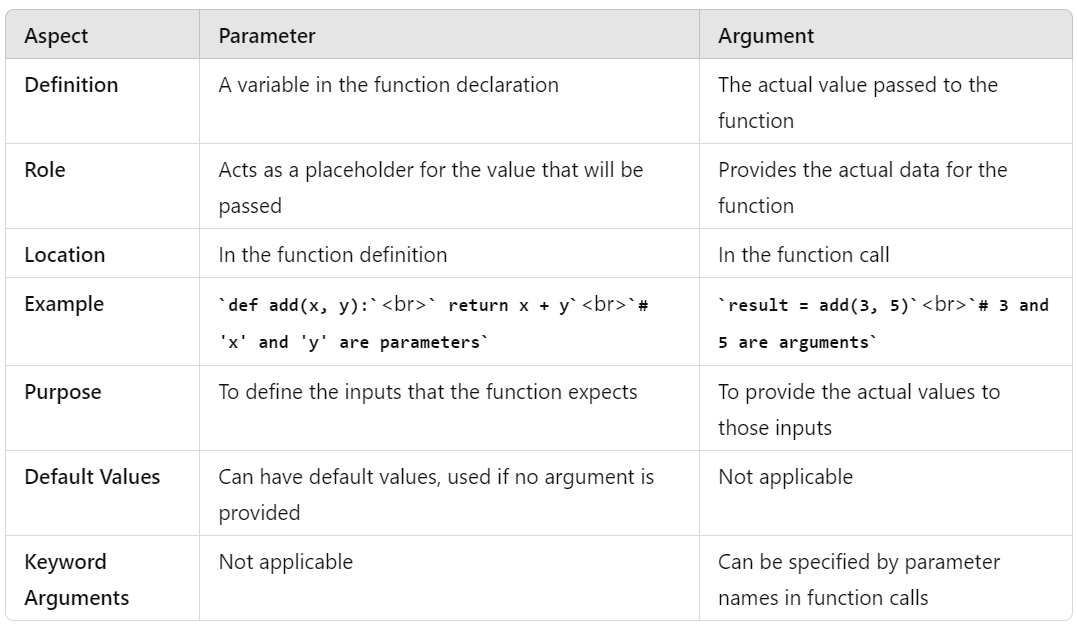 Aspect Parameter Argument
Definition A variable in the function declaration The actual value passed to the
function
Role Acts as a placeholder for the value that will be Provides the actual data for the
passed function
Location In the function definition In the function call
Example `def add(x, y):`<br>` return x + y`<br>`# `result = add(3, 5)`<br>`# 3 and
'x' and 'y' are parameters` 5 are arguments`
Purpose To define the inputs that the function expects To provide the actual values to
those inputs
Default Values Can have default values, used if no argument is Not applicable
provided
Keyword Not applicable Can be specified by parameter
Arguments names in function calls